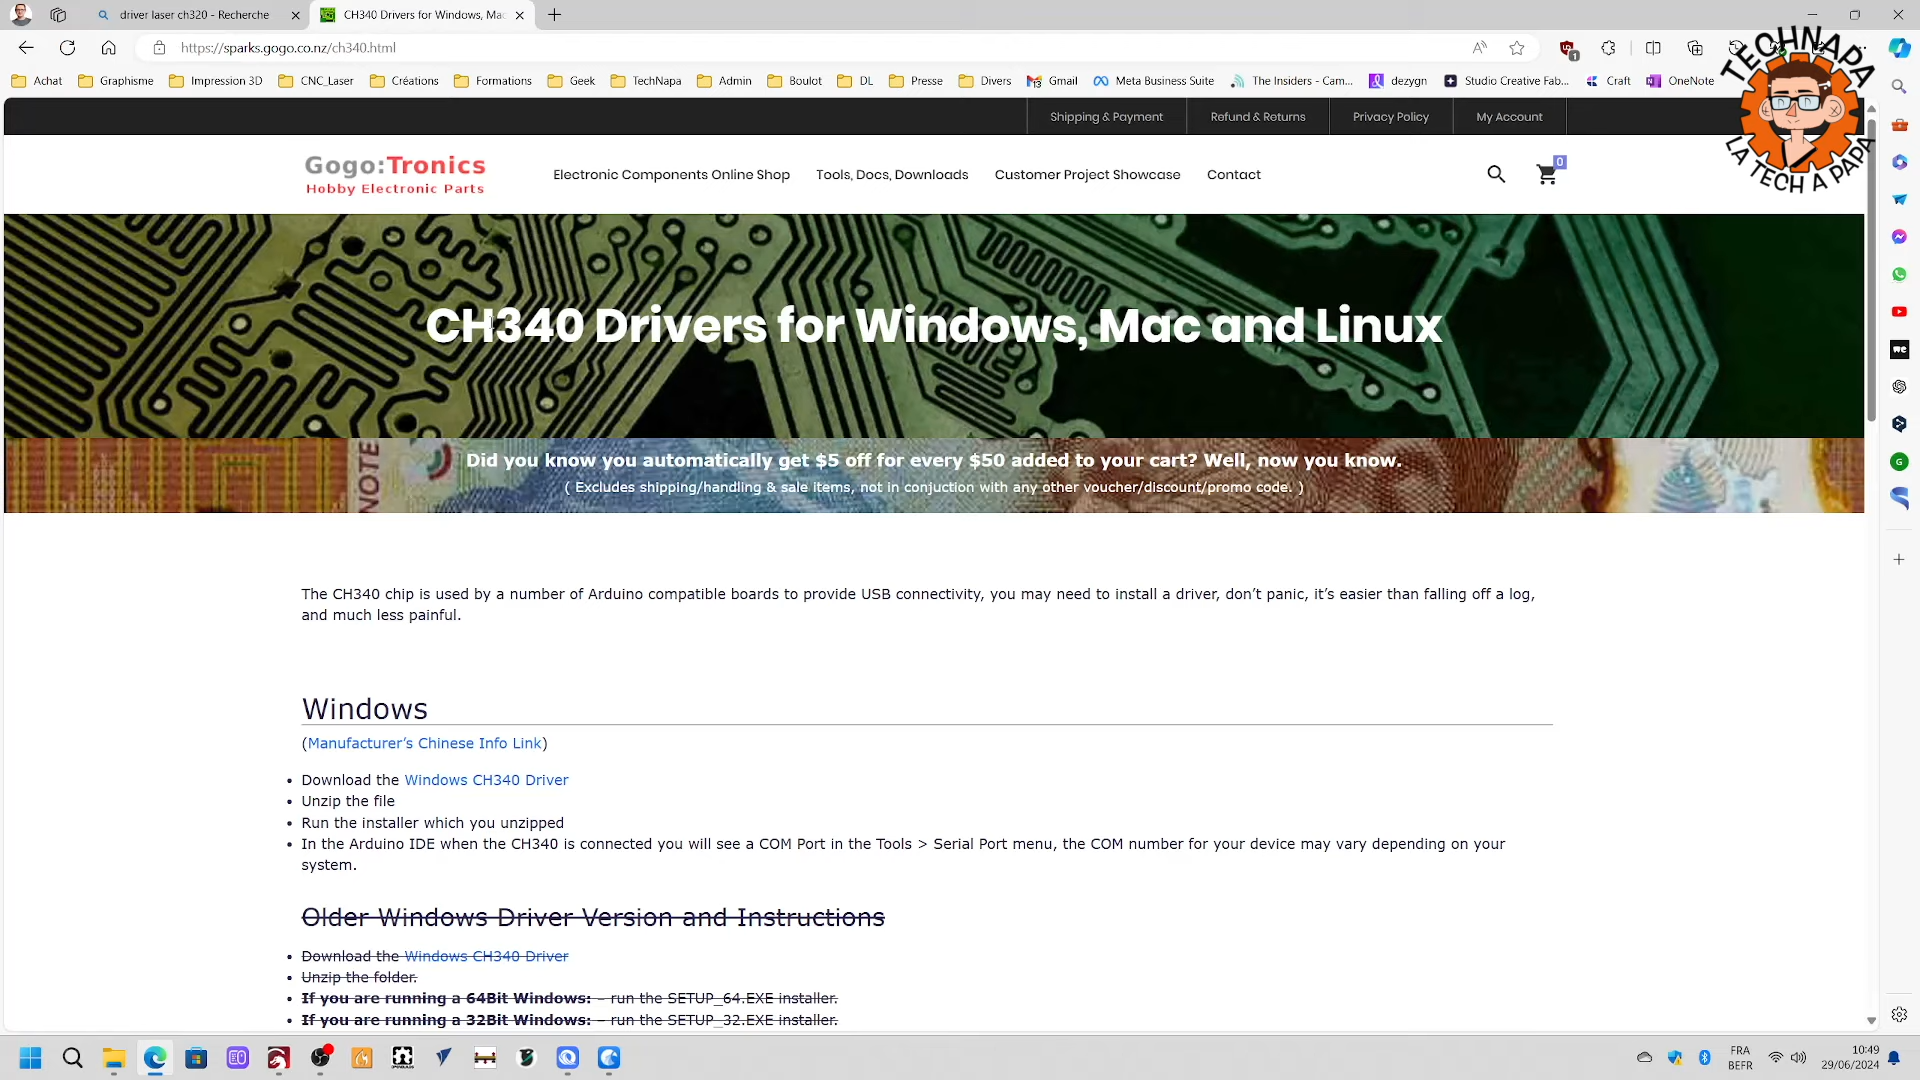 driver laser ch320 - Recherche
CH340 Drivers for Windows, Mac
https://sparks.gogo.co.nz/ch340.html
Achat Graphisme Impression 3D CNC_Laser Créations Formations Geek TechNapa Admin Boulot DL Presse Divers Gmail Meta Business Suite The Insiders - Cam... dezygn Studio Creative Fab... Craft OneNote
TECHNAPA
LA TECH A PAPA
Shipping & Payment Refund & Returns Privacy Policy My Account
Gogo:Tronics
Hobby Electronic Parts
Electronic Components Online Shop Tools, Docs, Downloads Customer Project Showcase Contact
0
CH340 Drivers for Windows, Mac and Linux
NOTE
Did you know you automatically get $5 off for every $50 added to your cart? Well, now you know.
( Excludes shipping/handling & sale items, not in conjuction with any other voucher/discount/promo code. )
The CH340 chip is used by a number of Arduino compatible boards to provide USB connectivity, you may need to install a driver, don’t panic, it’s easier than falling off a log,
and much less painful.
Windows
(Manufacturer’s Chinese Info Link)
• Download the Windows CH340 Driver
• Unzip the file
• Run the installer which you unzipped
• In the Arduino IDE when the CH340 is connected you will see a COM Port in the Tools > Serial Port menu, the COM number for your device may vary depending on your
system.
Older Windows Driver Version and Instructions
• Download the Windows CH340 Driver
• Unzip the folder.
• If you are running a 64Bit Windows: – run the SETUP_64.EXE installer.
• If you are running a 32Bit Windows: – run the SETUP_32.EXE installer.
FRA
BEFR
10:49
29/06/2024